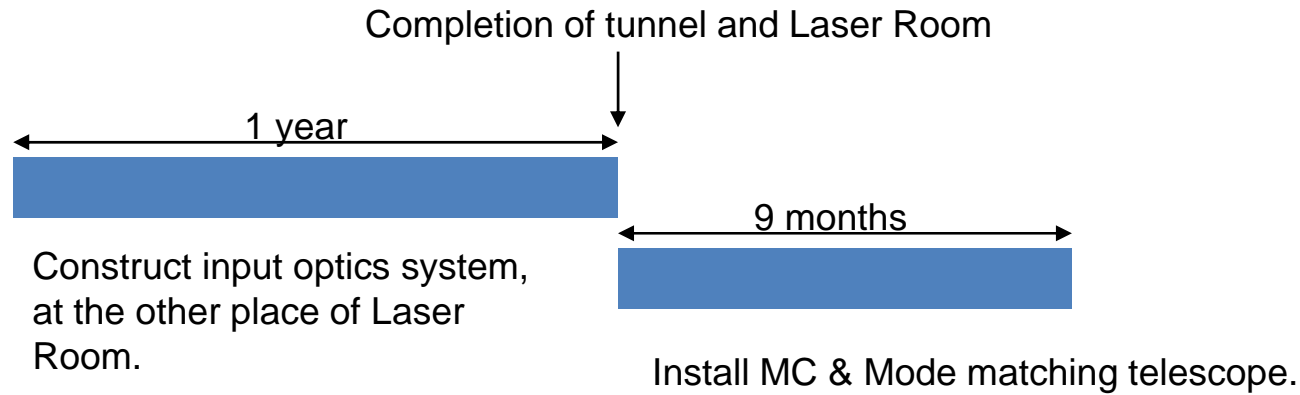 Completion of tunnel and Laser Room
1 year
9 months
Construct input optics system,
at the other place of Laser
Room.
Install MC & Mode matching telescope.